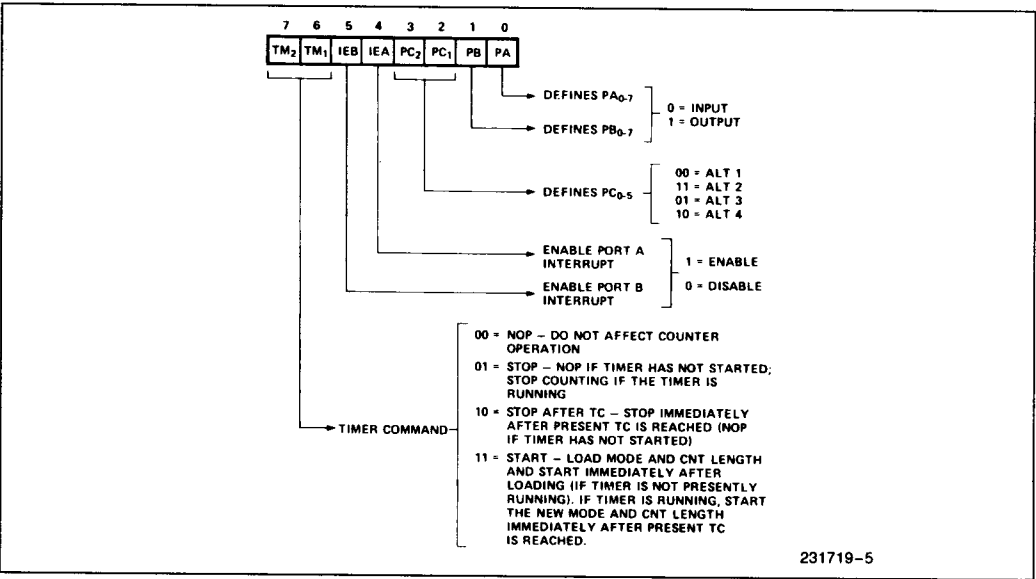 7 6 5 4 3 2 1 0
TM2 TM1 IEB IEA PC2 PC1 PB PA
DEFINES PA0-7
0 = INPUT
1 = OUTPUT
DEFINES PB0-7
DEFINES PC0-5
00 = ALT 1
11 = ALT 2
01 = ALT 3
10 = ALT 4
ENABLE PORT A
INTERRUPT
1 = ENABLE
0 = DISABLE
ENABLE PORT B
INTERRUPT
TIMER COMMAND
00 = NOP – DO NOT AFFECT COUNTER
OPERATION
01 = STOP – NOP IF TIMER HAS NOT STARTED;
STOP COUNTING IF THE TIMER IS
RUNNING
10 = STOP AFTER TC – STOP IMMEDIATELY
AFTER PRESENT TC IS REACHED (NOP
IF TIMER HAS NOT STARTED)
11 = START – LOAD MODE AND CNT LENGTH
AND START IMMEDIATELY AFTER
LOADING (IF TIMER IS NOT PRESENTLY
RUNNING). IF TIMER IS RUNNING, START
THE NEW MODE AND CNT LENGTH
IMMEDIATELY AFTER PRESENT TC
IS REACHED.
231719-5